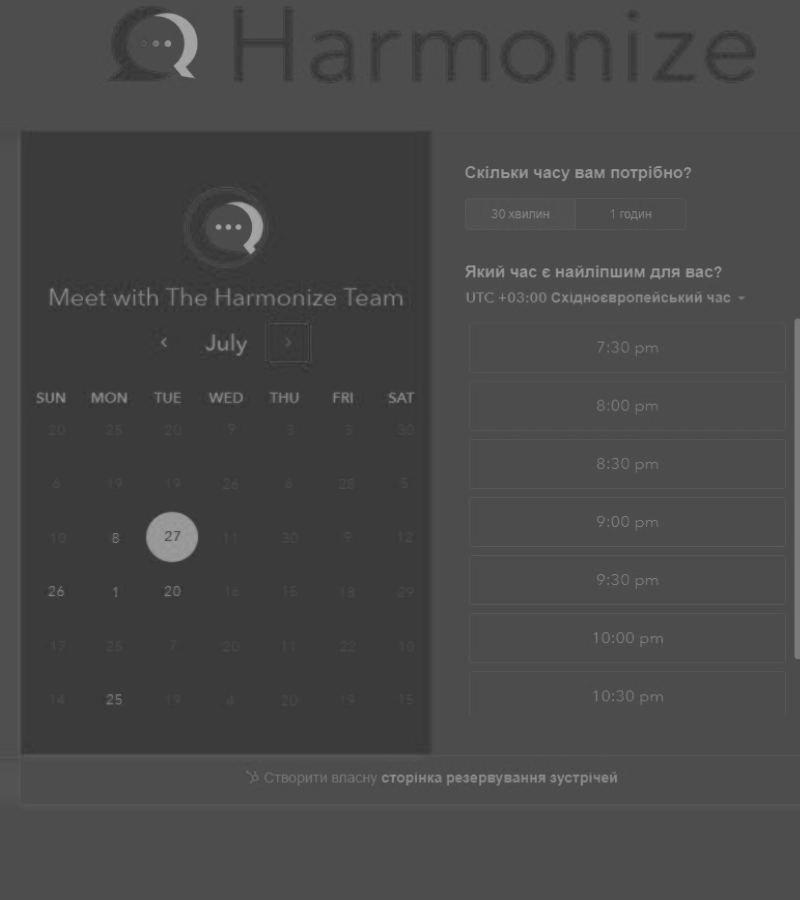 Harmonize
Meet with The Harmonize Team
July
SUN MON TUE WED THU FRI SAT
20 25 20 9 3 3 30
6 19 19 26 6 28 5
10 8 27 11 30 9 12
26 1 20 16 15 18 29
17 25 7 20 11 22 10
14 25 19 4 20 19 15
Скільки часу вам потрібно?
30 хвилин 1 годин
Який час є найліпшим для вас?
UTC +03:00 Східноєвропейський час
7:30 pm
8:00 pm
8:30 pm
9:00 pm
9:30 pm
10:00 pm
10:30 pm
Створити власну сторінка резервування зустрічей